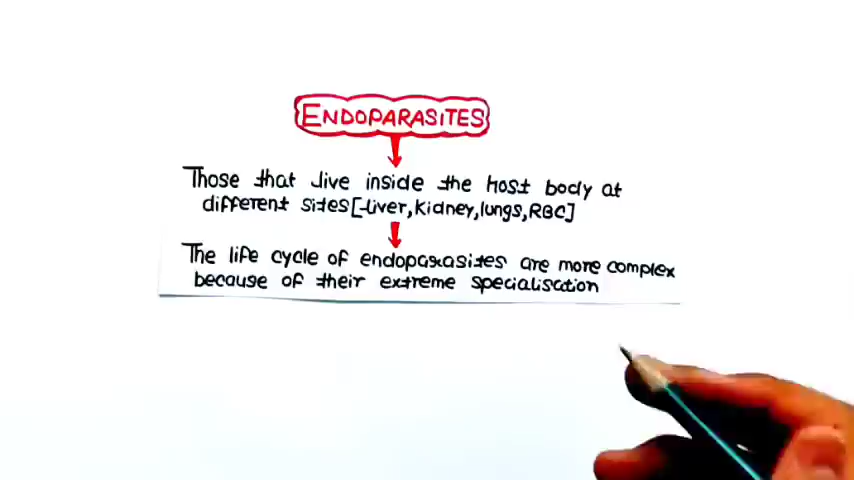 ENDOPARASITES
Those that live inside the host body at
different sites[liver,kidney,lungs,RBC]
The life cycle of endoparasites are more complex
because of their extreme specialisation